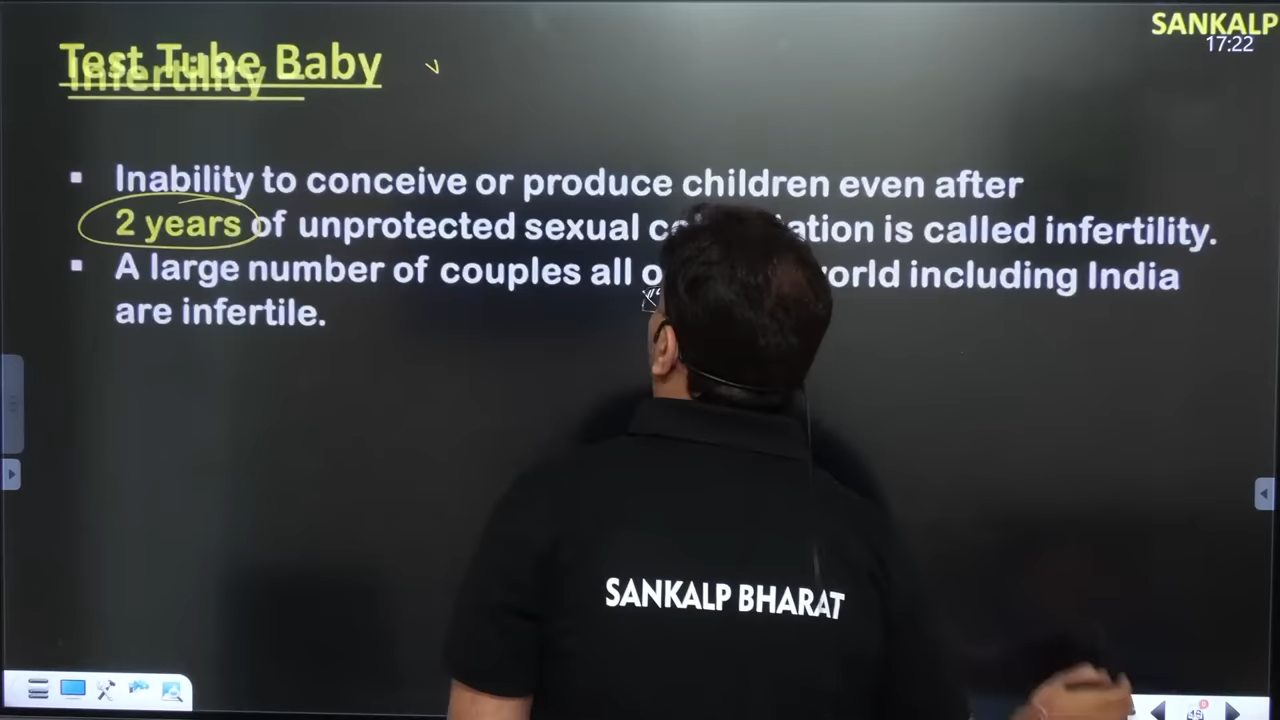 SANKALP
17:22
Test Tube Baby
Infertility –
Inability to conceive or produce children even after
2 years of unprotected sexual is called infertility.
A large number of couples all including India
are infertile.
SANKALP BHARAT